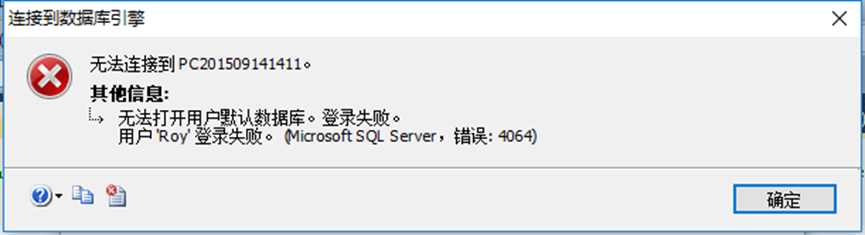 连接到数据库引擎
无法连接到 PC201509141411。
其他信息:
无法打开用户默认数据库。登录失败。
用户 'Roy' 登录失败。 (Microsoft SQL Server，错误: 4064)
确定